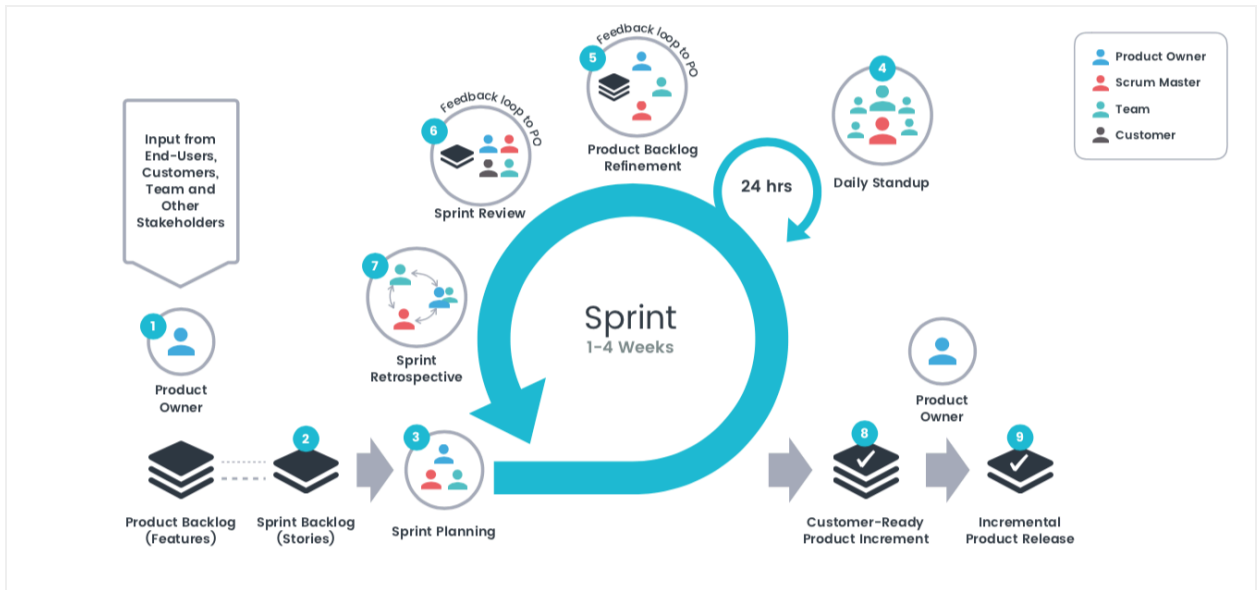 Input from
End-Users,
Customers,
Team and
Other
Stakeholders
1
Product
Owner
Product Backlog
(Features)
2
Sprint Backlog
(Stories)
3
Sprint Planning
Sprint
1-4 Weeks
24 hrs
4
Daily Standup
5
Feedback loop to PO
Product Backlog
Refinement
6
Feedback loop to PO
Sprint Review
7
Sprint
Retrospective
8
Customer-Ready
Product Increment
Product
Owner
9
Incremental
Product Release
Product Owner
Scrum Master
Team
Customer